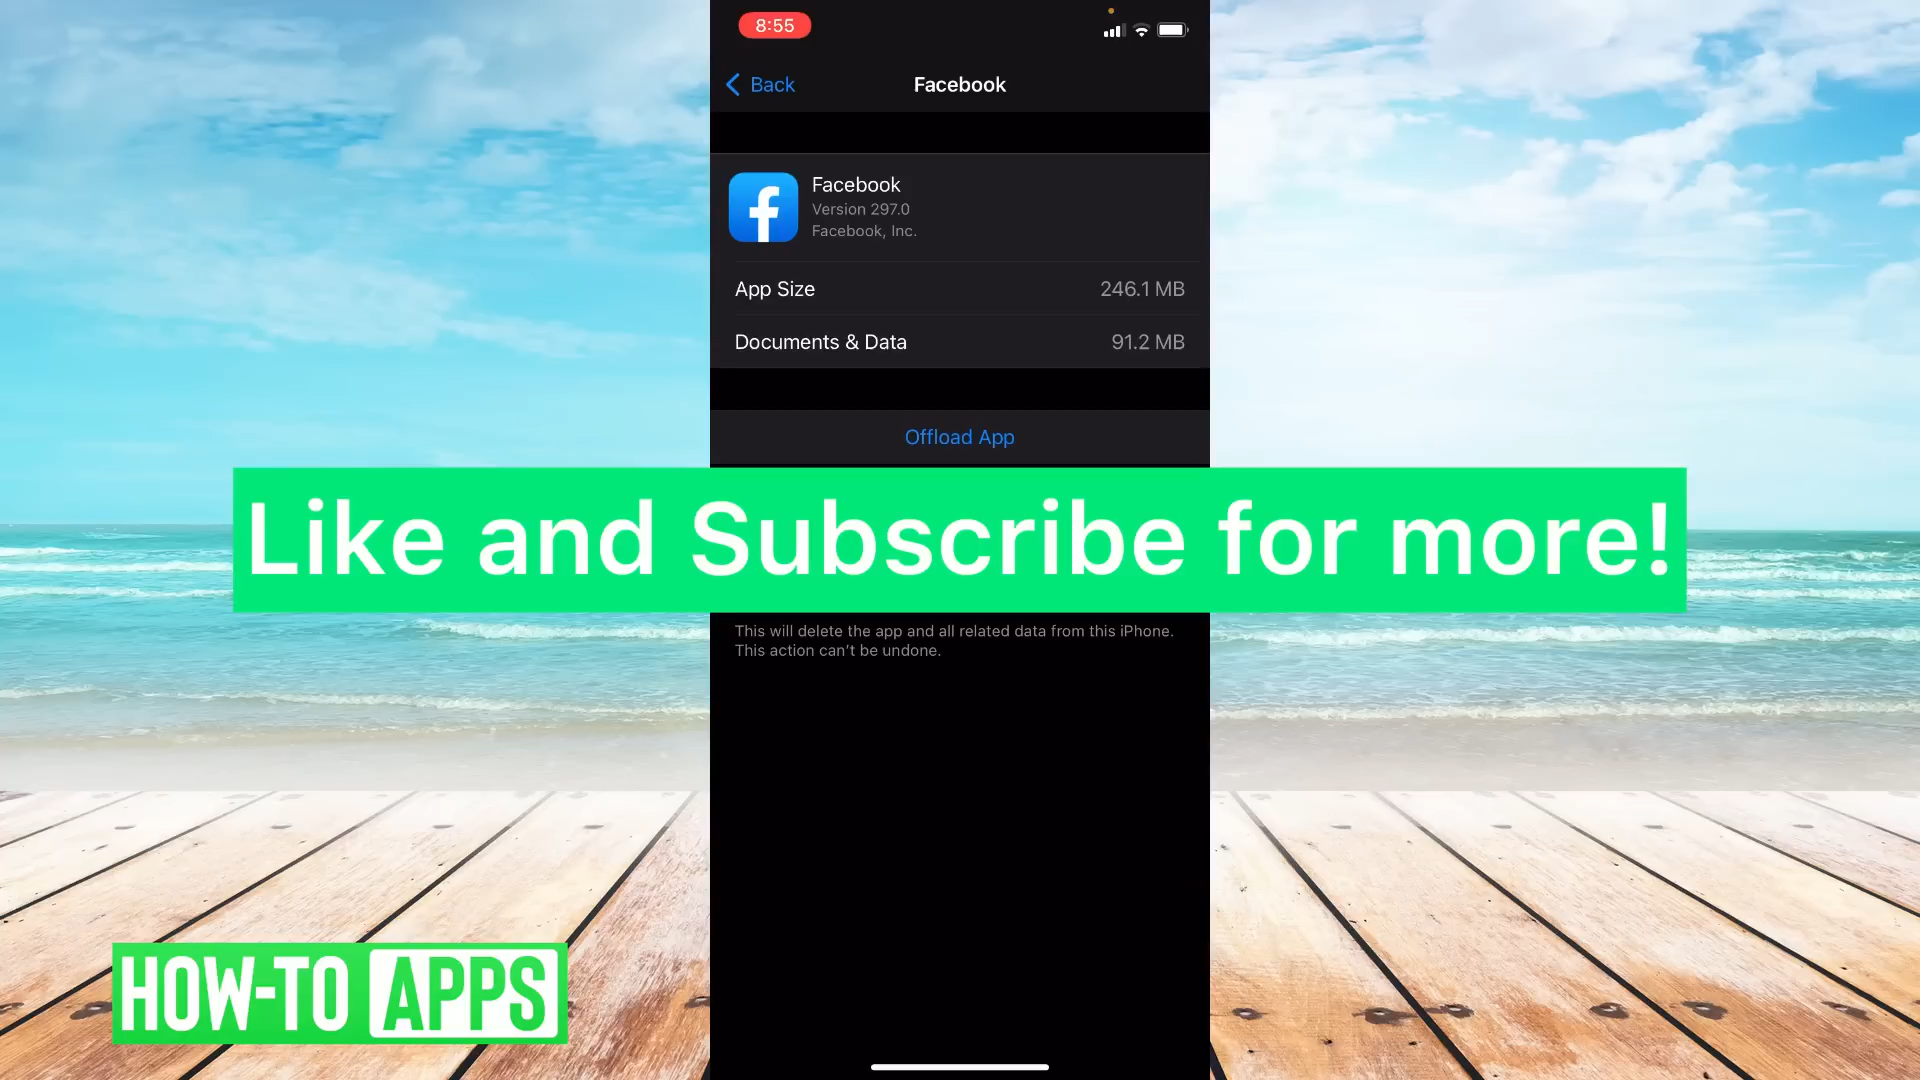 8:55
Back
Facebook
Facebook
Version 297.0
Facebook, Inc.
App Size 246.1 MB
Documents & Data 91.2 MB
Offload App
Like and Subscribe for more!
This will delete the app and all related data from this iPhone.
This action can't be undone.
HOW-TO APPS